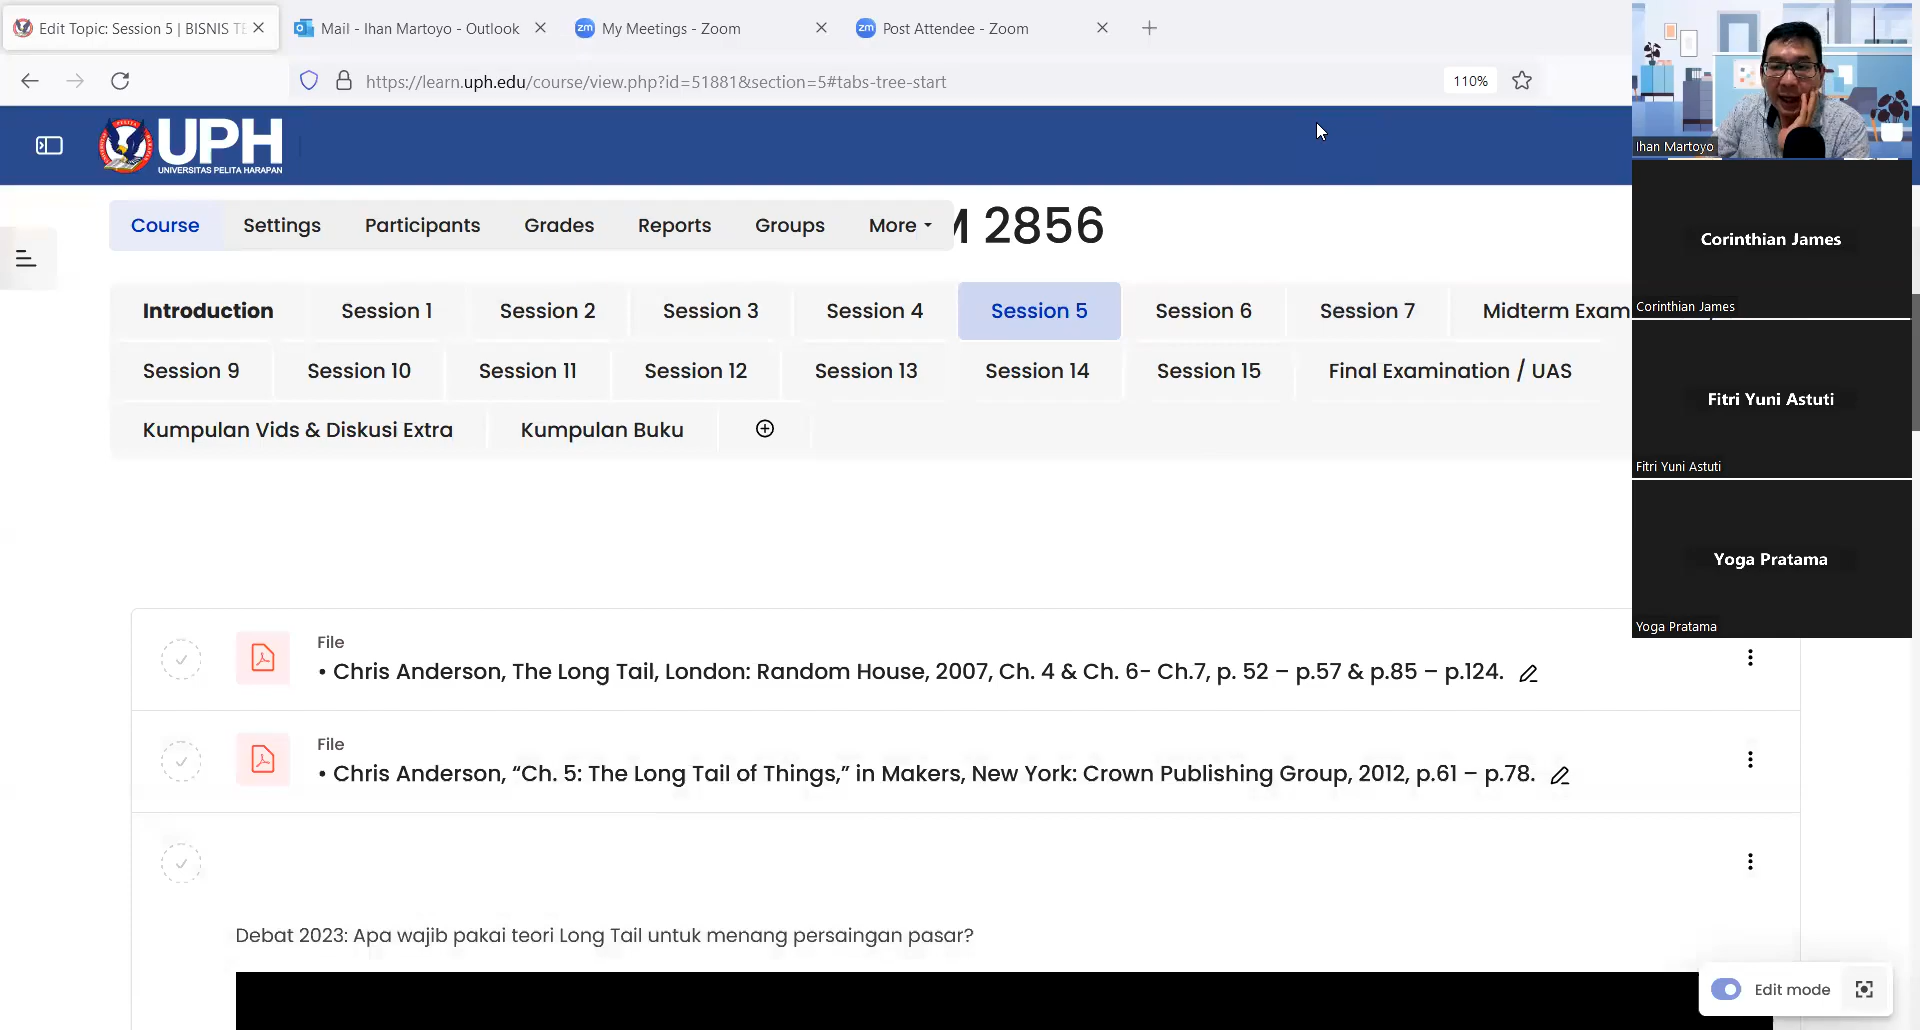 Edit Topic: Session 5 | BISNIS TE
Mail - Ihan Martoyo - Outlook
zm My Meetings - Zoom
zm Post Attendee - Zoom
https://learn.uph.edu/course/view.php?id=51881&section=5#tabs-tree-start
110%
UPH
UNIVERSITAS PELITA HARAPAN
Course Settings Participants Grades Reports Groups More
M 2856
Introduction Session 1 Session 2 Session 3 Session 4 Session 5 Session 6 Session 7 Midterm Exam
Session 9 Session 10 Session 11 Session 12 Session 13 Session 14 Session 15 Final Examination / UAS
Kumpulan Vids & Diskusi Extra Kumpulan Buku
File
• Chris Anderson, The Long Tail, London: Random House, 2007, Ch. 4 & Ch. 6- Ch.7, p. 52 – p.57 & p.85 – p.124.
File
• Chris Anderson, “Ch. 5: The Long Tail of Things,” in Makers, New York: Crown Publishing Group, 2012, p.61 – p.78.
Debat 2023: Apa wajib pakai teori Long Tail untuk menang persaingan pasar?
Edit mode
Ihan Martoyo
Corinthian James
Corinthian James
Fitri Yuni Astuti
Fitri Yuni Astuti
Yoga Pratama
Yoga Pratama